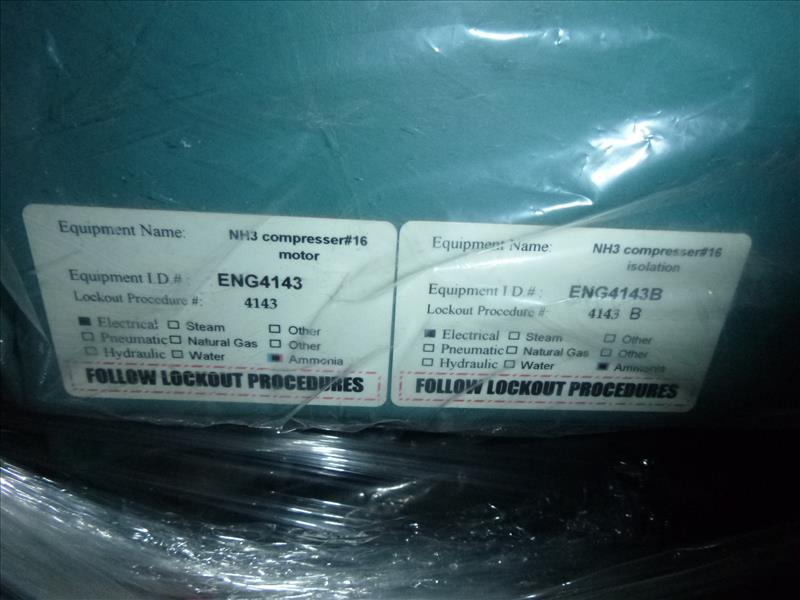 Equipment Name: NH3 compresser#16
motor
Equipment I.D.#: ENG4143
Lockout Procedure #: 4143
Electrical Steam Other
Pneumatic Natural Gas Other
Hydraulic Water Ammonia
FOLLOW LOCKOUT PROCEDURES
Equipment Name: NH3 compresser#16
isolation
Equipment I.D.#: ENG4143B
Lockout Procedure #: 4143 B
Electrical Steam Other
Pneumatic Natural Gas Other
Hydraulic Water Ammonia
FOLLOW LOCKOUT PROCEDURES